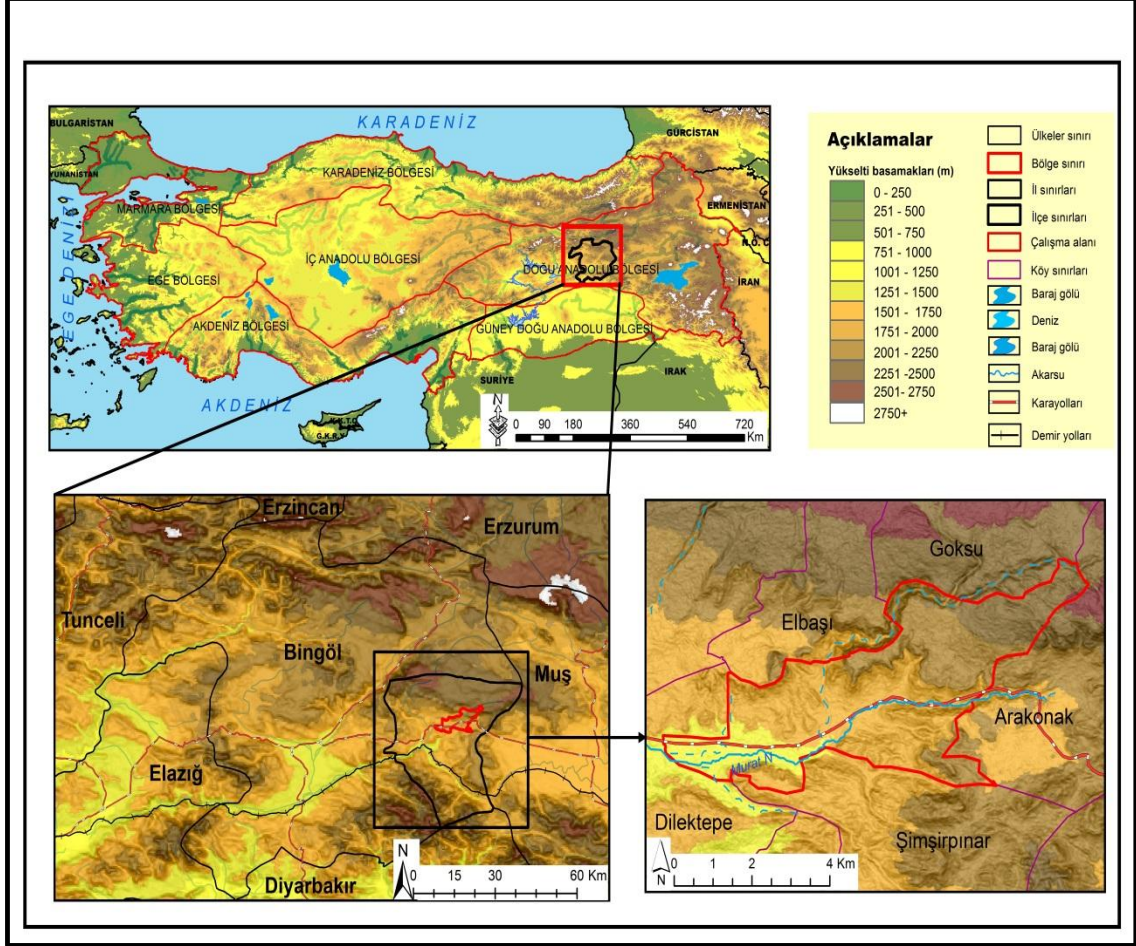 BULGARİSTAN
KARADENİZ
GÜRCİSTAN
YUNANİSTAN
KARADENİZ BÖLGESİ
MARMARA BÖLGESİ
ERMENİSTAN
N.Ö.C.
İÇ ANADOLU BÖLGESİ
DOĞU ANADOLU BÖLGESİ
EGE DENİZİ
EGE BÖLGESİ
İRAN
AKDENİZ BÖLGESİ
GÜNEY DOĞU ANADOLU BÖLGESİ
SURİYE
IRAK
AKDENİZ
K.K.T.C
G.K.R.Y.
N
0 90 180 360 540 720
Km
Açıklamalar
Yükselti basamakları (m)
0 - 250
251 - 500
501 - 750
751 - 1000
1001 - 1250
1251 - 1500
1501 - 1750
1751 - 2000
2001 - 2250
2251 -2500
2501- 2750
2750+
Ülkeler sınırı
Bölge sınırı
İl sınırları
İlçe sınırları
Çalışma alanı
Köy sınırları
Baraj gölü
Deniz
Baraj gölü
Akarsu
Karayolları
Demir yolları
Erzincan
Erzurum
Tunceli
Bingöl
Muş
Elazığ
Diyarbakır
N
0 15 30 60 Km
Goksu
Elbaşı
Arakonak
Murat N
Dilektepe
Şimşirpınar
N
0 1 2 4 Km